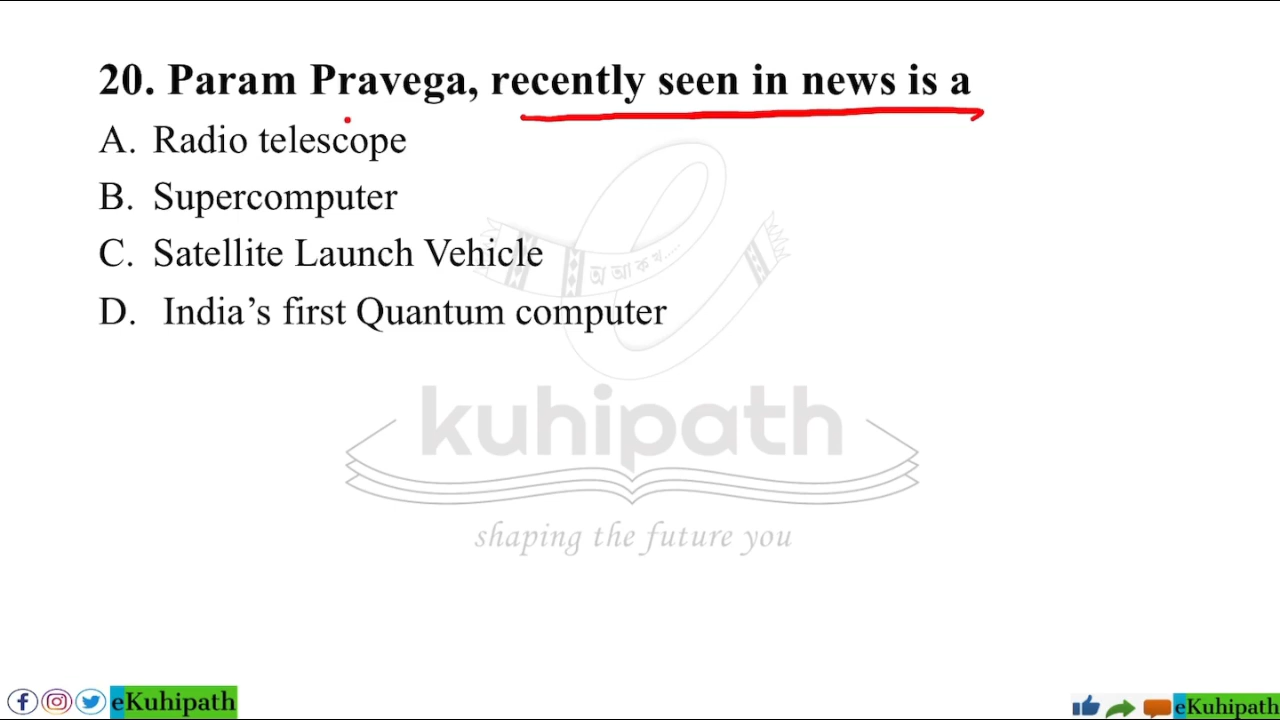 20. Param Pravega, recently seen in news is a
A. Radio telescope
B. Supercomputer
C. Satellite Launch Vehicle
D. India’s first Quantum computer
অ আ ক খ.....
kuhipath
shaping the future you
eKuhipath
eKuhipath